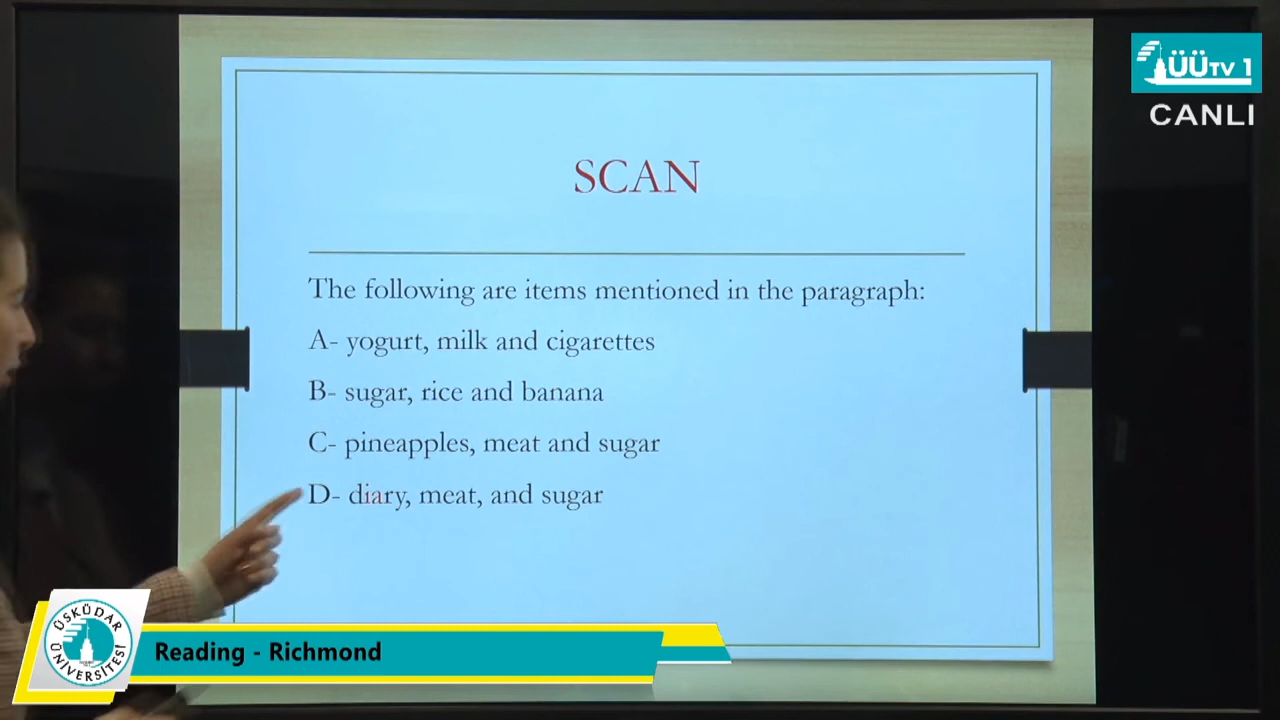 ÜÜTV 1
CANLI
SCAN
The following are items mentioned in the paragraph:
A- yogurt, milk and cigarettes
B- sugar, rice and banana
C- pineapples, meat and sugar
D- diary, meat, and sugar
ÜSKÜDAR
ÜNİVERSİTESİ
Reading - Richmond